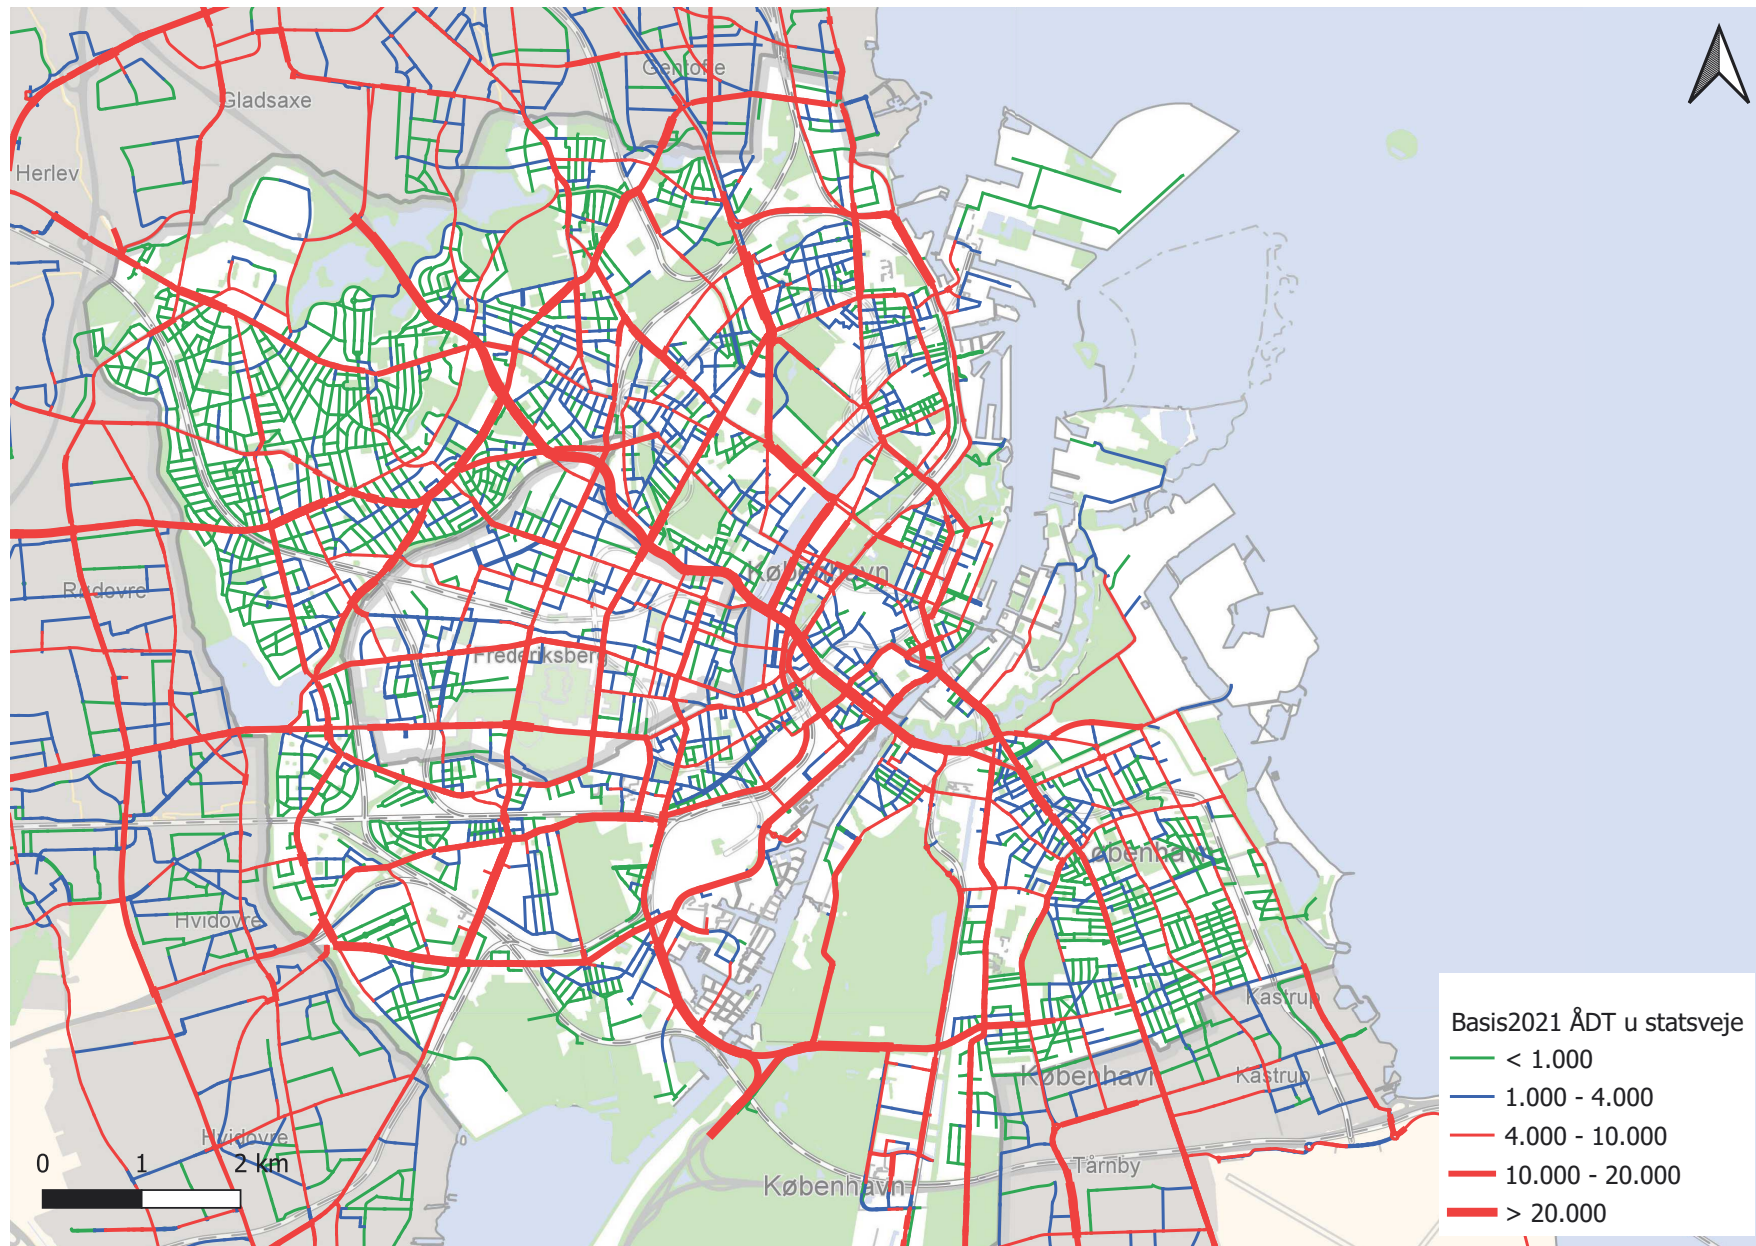 Gentofte
Gladsaxe
Herlev
København
Rødovre
Frederiksberg
København
Hvidovre
Kastrup
København
Kastrup
Hvidovre
Tårnby
København
0 1 2 km
Basis2021 ÅDT u statsveje
< 1.000
1.000 - 4.000
4.000 - 10.000
10.000 - 20.000
> 20.000